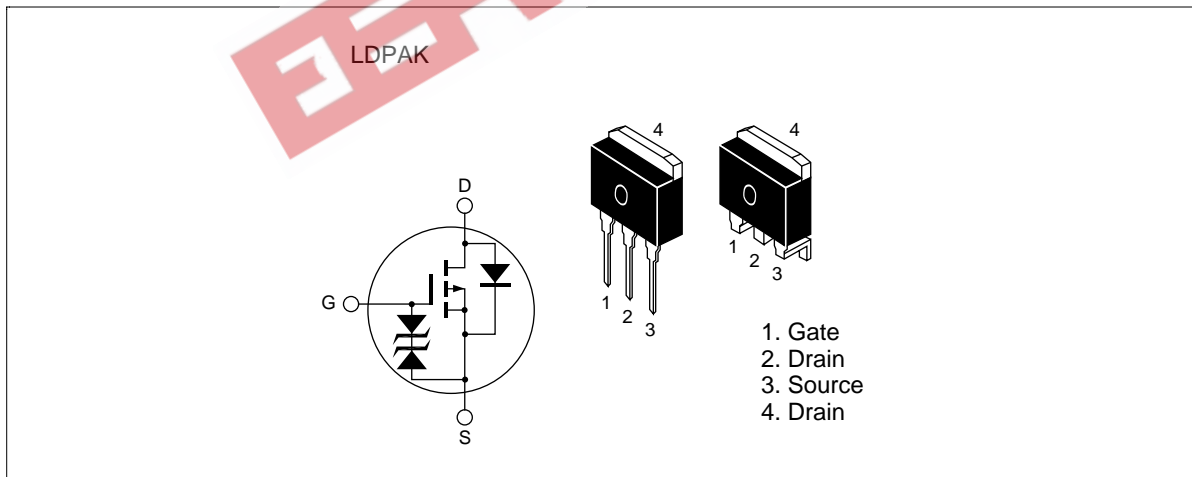 LDPAK
4
4
D
G
S
1
2
3
1
2
3
1. Gate
2. Drain
3. Source
4. Drain